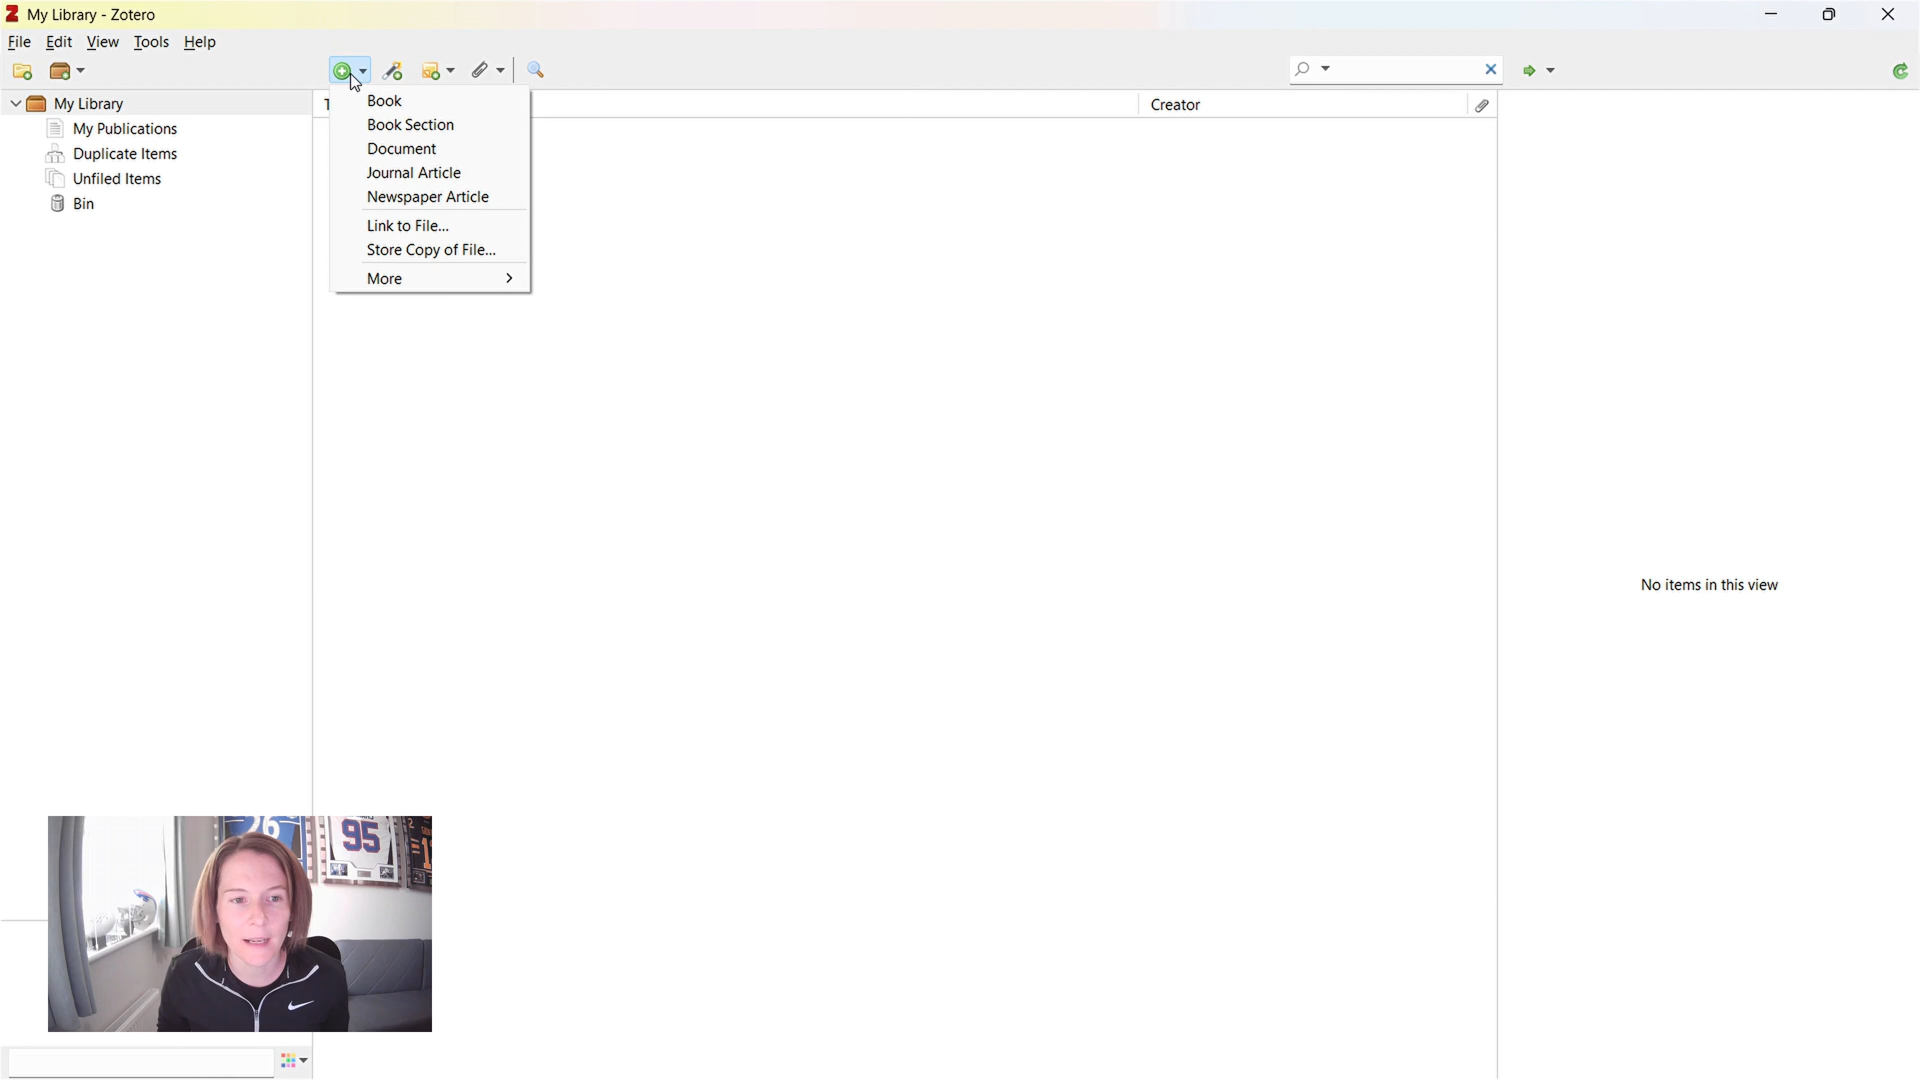 My Library - Zotero
File Edit View Tools Help
My Library
My Publications
Duplicate Items
Unfiled Items
Bin
Book
Book Section
Document
Journal Article
Newspaper Article
Link to File...
Store Copy of File...
More
Creator
No items in this view
26
95